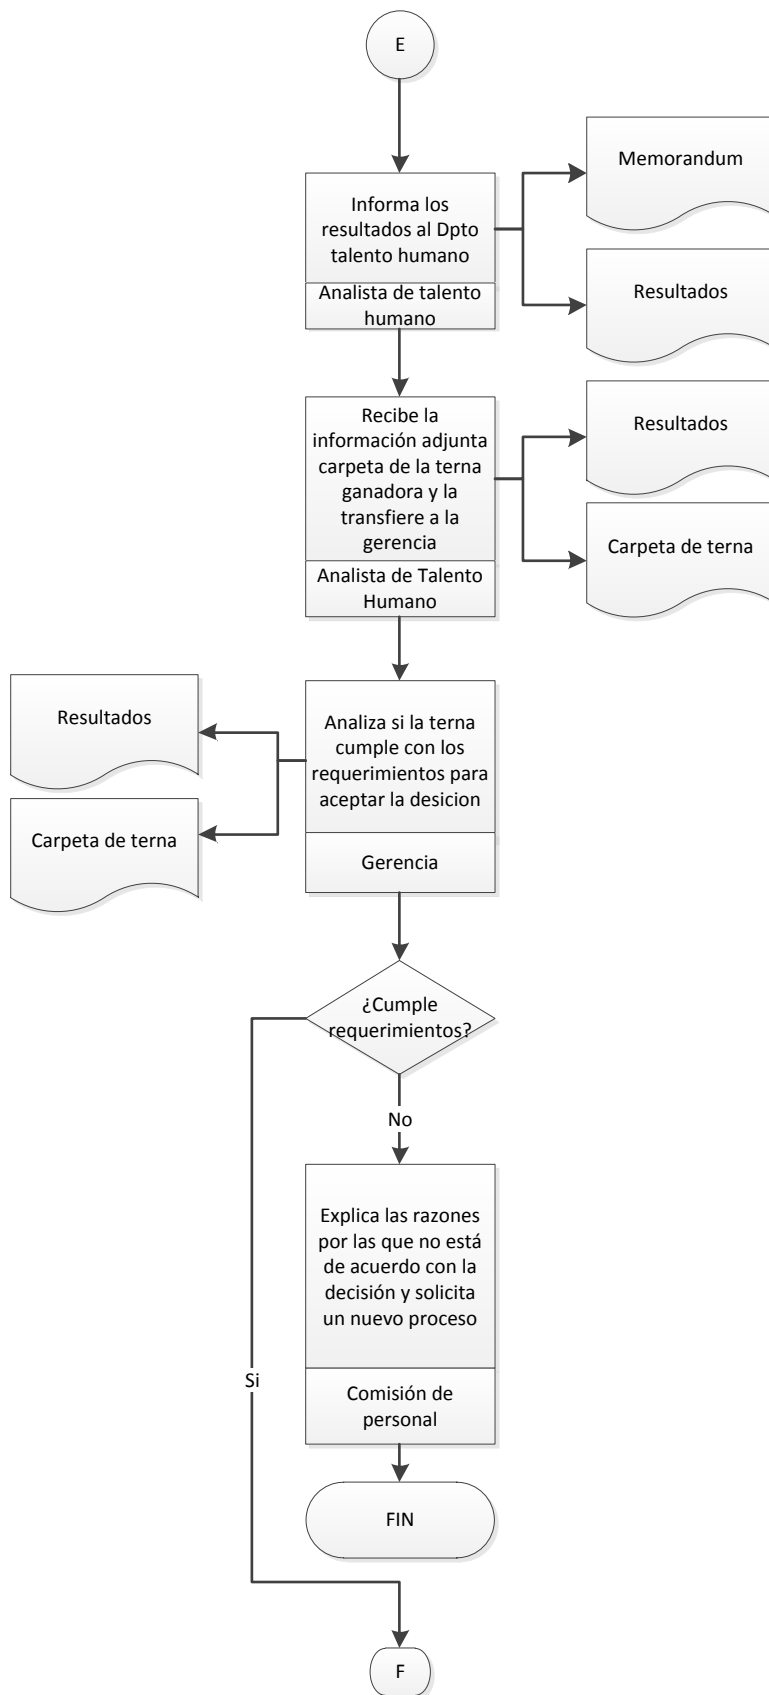 E
Memorandum
Informa los
resultados al Dpto
talento humano
Resultados
Analista de talento
humano
Recibe la
información adjunta
carpeta de la terna
ganadora y la
transfiere a la
gerencia
Resultados
Carpeta de terna
Analista de Talento
Humano
Resultados
Analiza si la terna
cumple con los
requerimientos para
aceptar la desicion
Carpeta de terna
Gerencia
¿Cumple
requerimientos?
No
Explica las razones
por las que no está
de acuerdo con la
decisión y solicita
un nuevo proceso
Si
Comisión de
personal
FIN
F